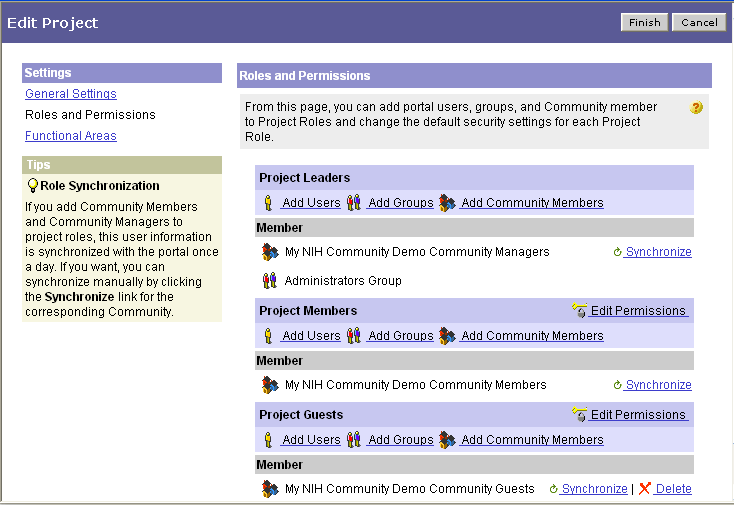 Edit Project
Finish
Cancel
Settings
General Settings
Roles and Permissions
Functional Areas
Tips
Role Synchronization
If you add Community Members
and Community Managers to
project roles, this user information
is synchronized with the portal once
a day. If you want, you can
synchronize manually by clicking
the Synchronize link for the
corresponding Community.
Roles and Permissions
From this page, you can add portal users, groups, and Community member
to Project Roles and change the default security settings for each Project
Role.
Project Leaders
Add Users Add Groups Add Community Members
Member
My NIH Community Demo Community Managers Synchronize
Administrators Group
Project Members Edit Permissions
Add Users Add Groups Add Community Members
Member
My NIH Community Demo Community Members Synchronize
Project Guests Edit Permissions
Add Users Add Groups Add Community Members
Member
My NIH Community Demo Community Guests Synchronize | Delete